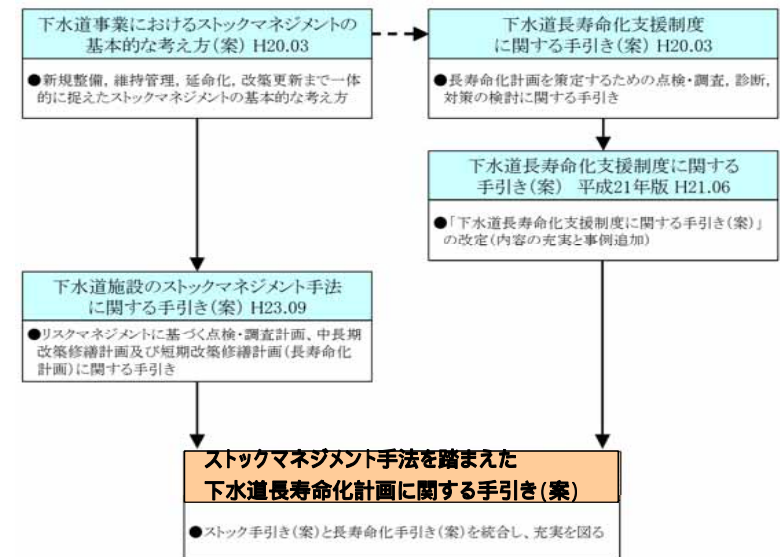 下水道事業におけるストックマネジメントの
基本的な考え方(案) H20.03
●新規整備, 維持管理, 延命化, 改築更新まで一体
的に捉えたストックマネジメントの基本的な考え方
下水道長寿命化支援制度
に関する手引き(案) H20.03
●長寿命化計画を策定するための点検・調査, 診断,
対策の検討に関する手引き
下水道長寿命化支援制度に関する
手引き(案) 平成21年版 H21.06
●「下水道長寿命化支援制度に関する手引き(案)」
の改定(内容の充実と事例追加)
下水道施設のストックマネジメント手法
に関する手引き(案) H23.09
●リスクマネジメントに基づく点検・調査計画、中長期
改築修繕計画及び短期改築修繕計画(長寿命化
計画)に関する手引き
ストックマネジメント手法を踏まえた
下水道長寿命化計画に関する手引き(案)
●ストック手引き(案)と長寿命化手引き(案)を統合し、充実を図る